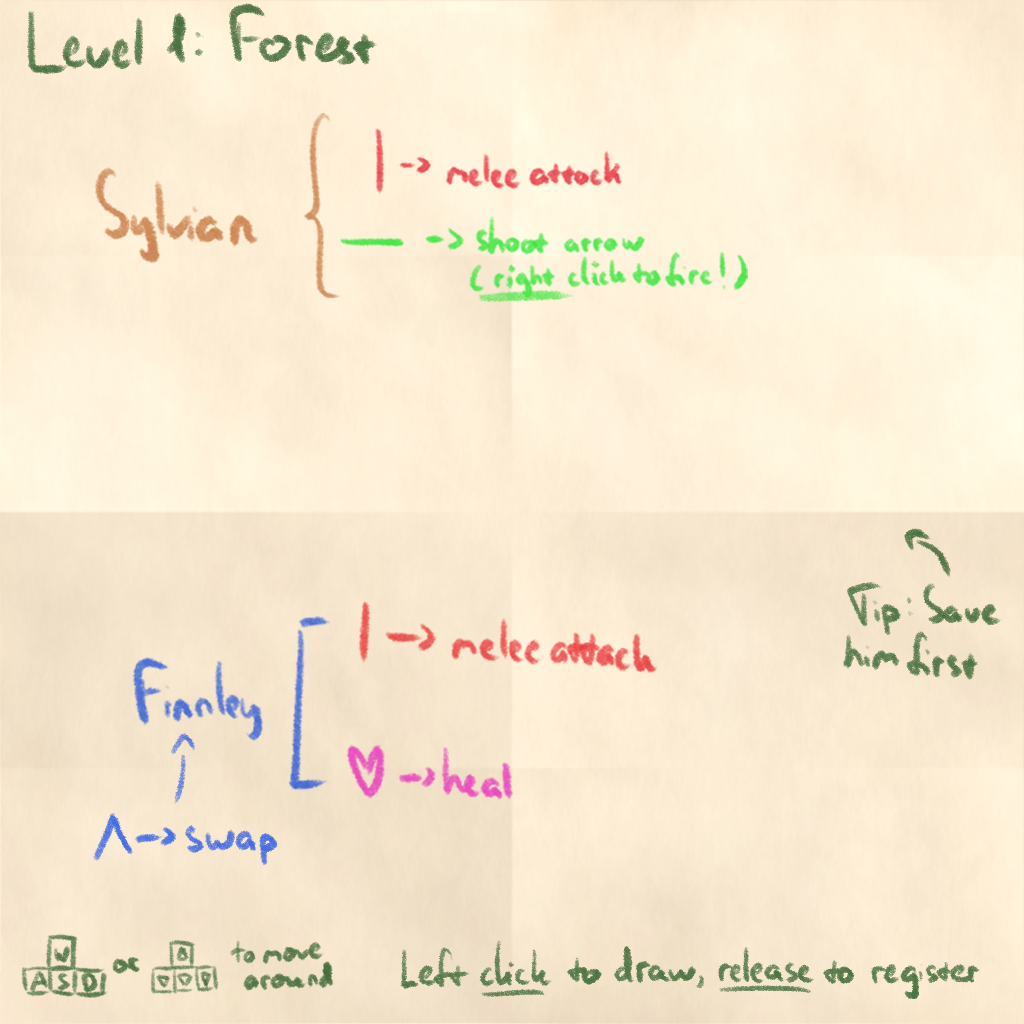 Level 1: Forest
Sylvian
| -> melee attack
— -> shoot arrow
(right click to fire!)
Tip: Save
him first
Finnley
| -> melee attack
♡ -> heal
Λ -> swap
W
A S D
or
to move
around
Left click to draw, release to register